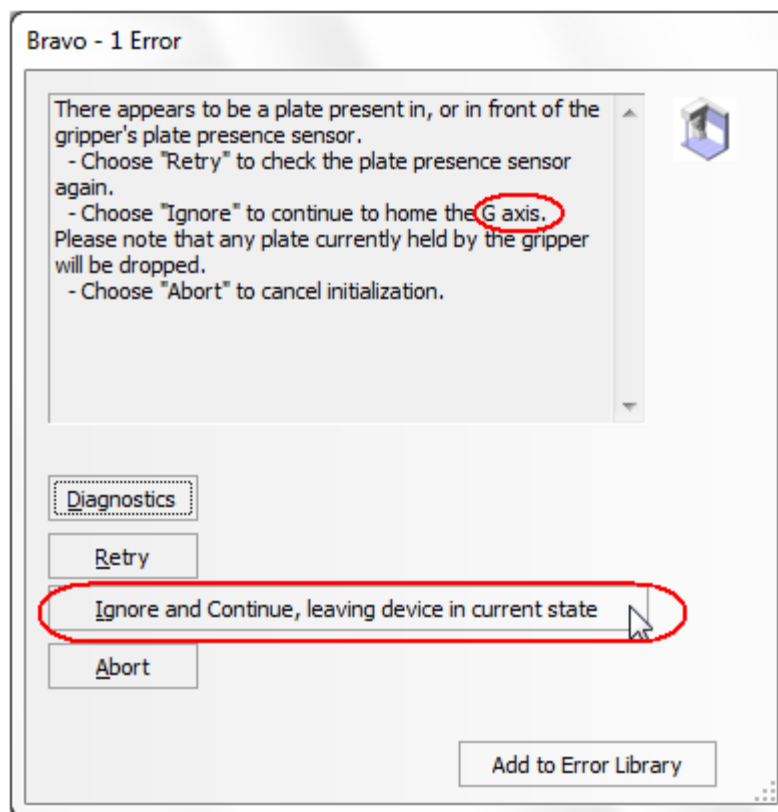 Bravo - 1 Error
There appears to be a plate present in, or in front of the
gripper's plate presence sensor.
- Choose "Retry" to check the plate presence sensor
again.
- Choose "Ignore" to continue to home the G axis.
Please note that any plate currently held by the gripper
will be dropped.
- Choose "Abort" to cancel initialization.
Diagnostics
Retry
Ignore and Continue, leaving device in current state
Abort
Add to Error Library